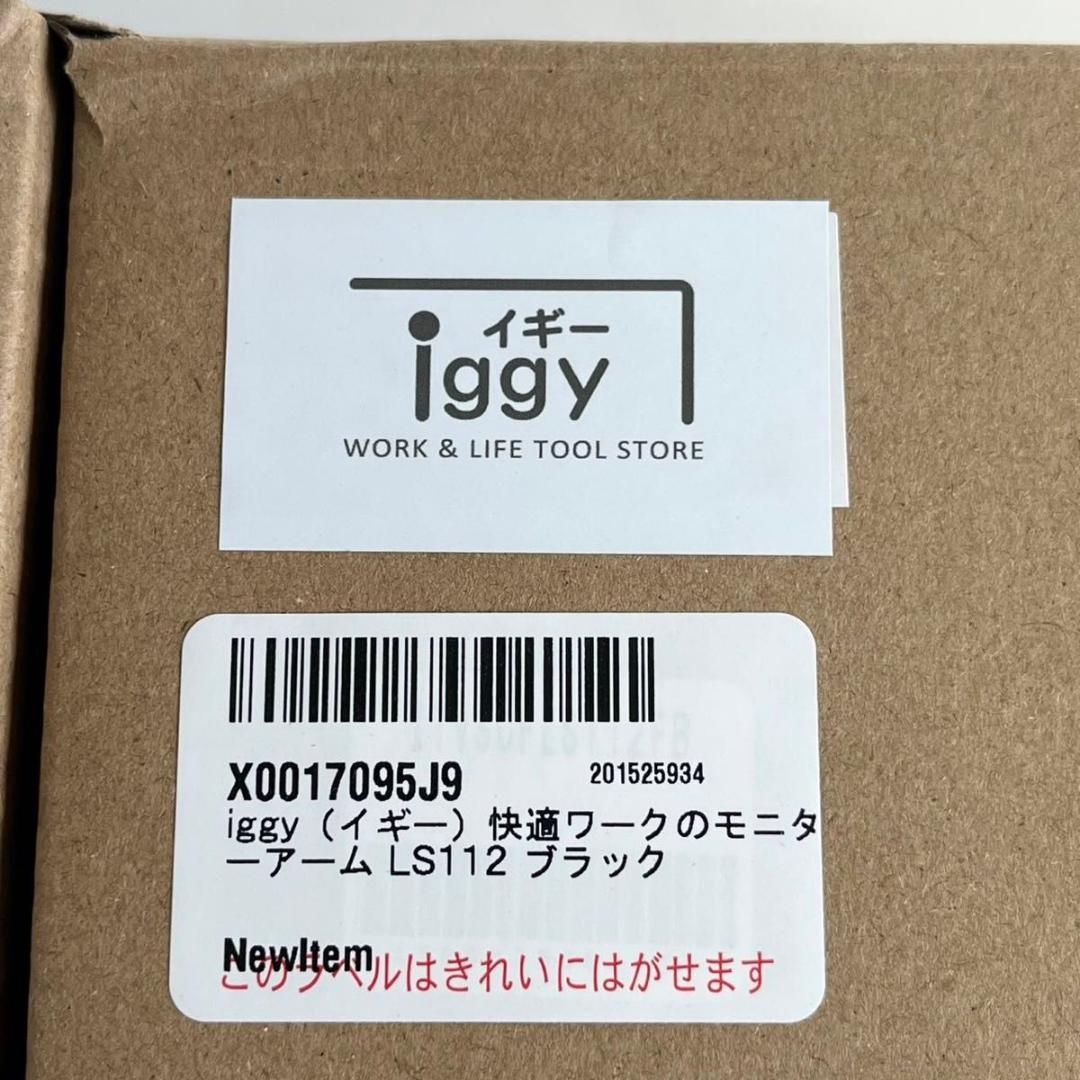 イギー
iggy
WORK & LIFE TOOL STORE
X0017095J9 201525934
iggy（イギー）快適ワークのモニタ
ーアーム LS112 ブラック
NewItem
このラベルはきれいにはがせます